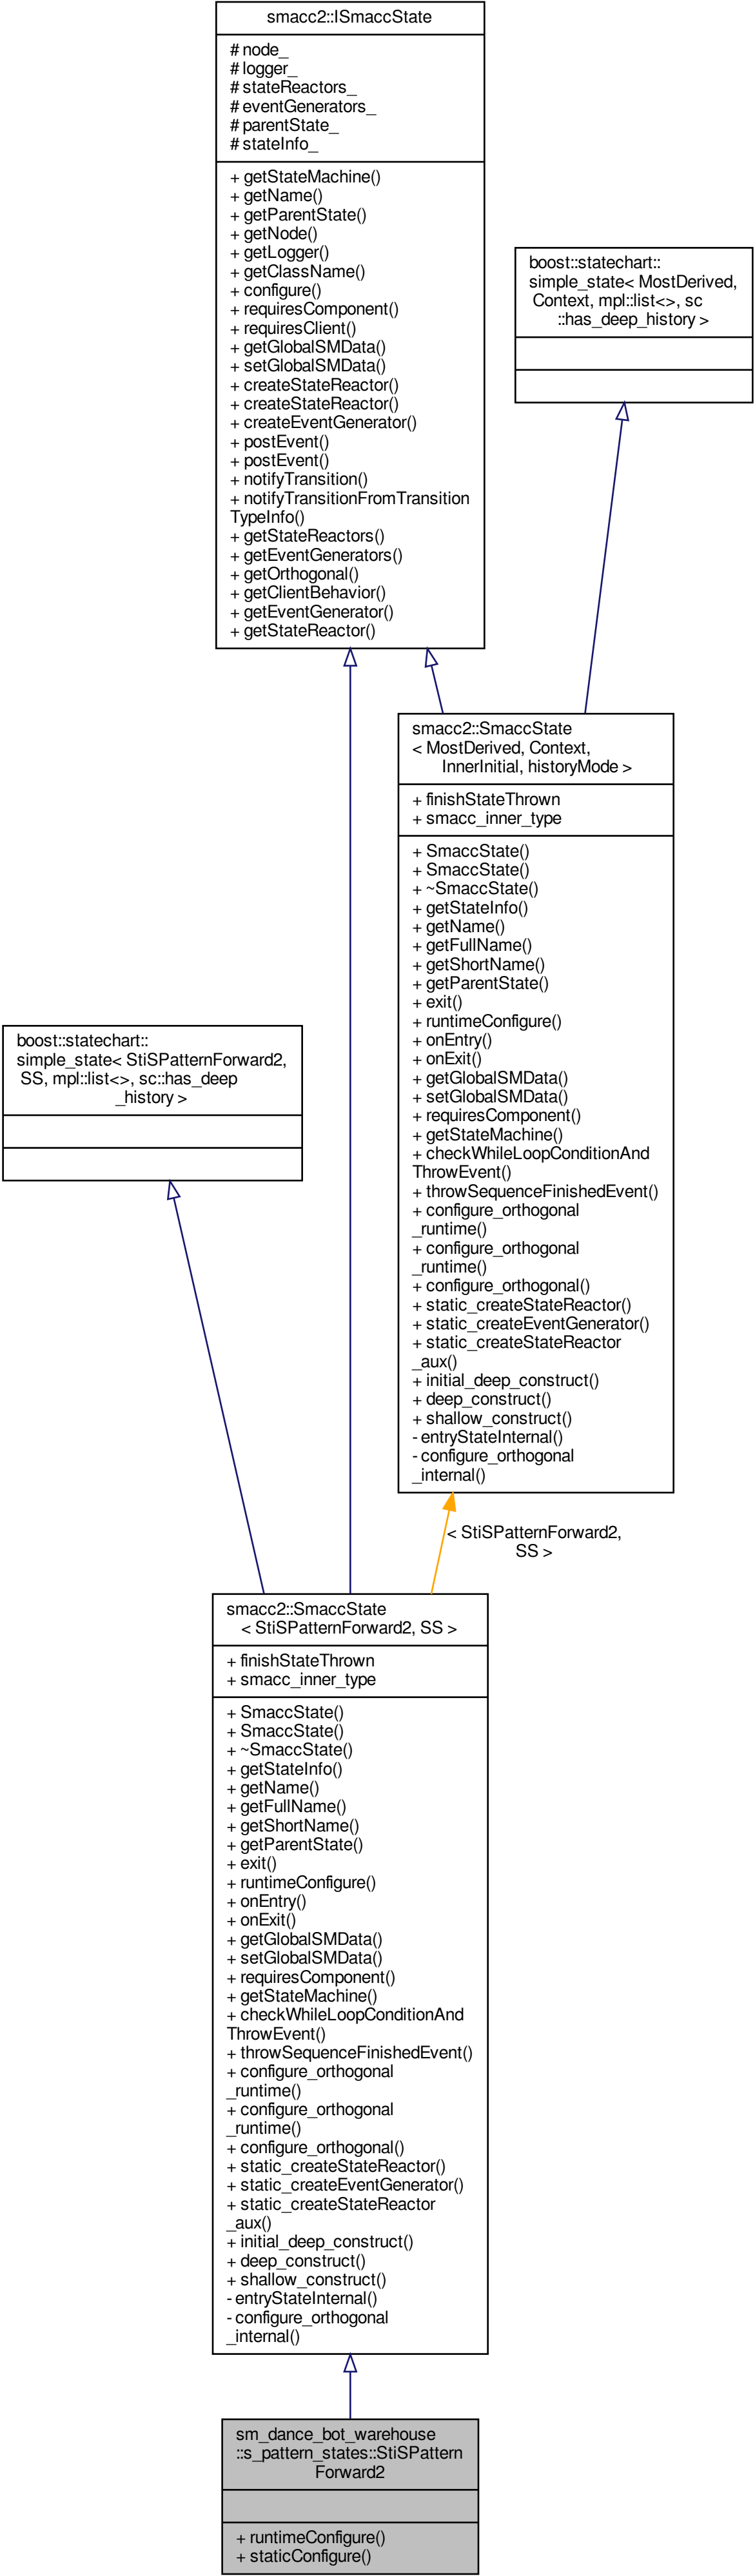 smacc2::ISmaccState
# node_
# logger_
# stateReactors_
# eventGenerators_
# parentState_
# stateInfo_
+ getStateMachine()
+ getName()
+ getParentState()
+ getNode()
+ getLogger()
+ getClassName()
+ configure()
+ requiresComponent()
+ requiresClient()
+ getGlobalSMData()
+ setGlobalSMData()
+ createStateReactor()
+ createStateReactor()
+ createEventGenerator()
+ postEvent()
+ postEvent()
+ notifyTransition()
+ notifyTransitionFromTransition
TypeInfo()
+ getStateReactors()
+ getEventGenerators()
+ getOrthogonal()
+ getClientBehavior()
+ getEventGenerator()
+ getStateReactor()
boost::statechart::
simple_state< MostDerived,
Context, mpl::list<>, sc
::has_deep_history >
smacc2::SmaccState
< MostDerived, Context,
InnerInitial, historyMode >
+ finishStateThrown
+ smacc_inner_type
+ SmaccState()
+ SmaccState()
+ ~SmaccState()
+ getStateInfo()
+ getName()
+ getFullName()
+ getShortName()
+ getParentState()
+ exit()
+ runtimeConfigure()
+ onEntry()
+ onExit()
+ getGlobalSMData()
+ setGlobalSMData()
+ requiresComponent()
+ getStateMachine()
+ checkWhileLoopConditionAnd
ThrowEvent()
+ throwSequenceFinishedEvent()
+ configure_orthogonal
_runtime()
+ configure_orthogonal
_runtime()
+ configure_orthogonal()
+ static_createStateReactor()
+ static_createEventGenerator()
+ static_createStateReactor
_aux()
+ initial_deep_construct()
+ deep_construct()
+ shallow_construct()
- entryStateInternal()
- configure_orthogonal
_internal()
boost::statechart::
simple_state< StiSPatternForward2,
SS, mpl::list<>, sc::has_deep
_history >
< StiSPatternForward2,
SS >
smacc2::SmaccState
< StiSPatternForward2, SS >
+ finishStateThrown
+ smacc_inner_type
+ SmaccState()
+ SmaccState()
+ ~SmaccState()
+ getStateInfo()
+ getName()
+ getFullName()
+ getShortName()
+ getParentState()
+ exit()
+ runtimeConfigure()
+ onEntry()
+ onExit()
+ getGlobalSMData()
+ setGlobalSMData()
+ requiresComponent()
+ getStateMachine()
+ checkWhileLoopConditionAnd
ThrowEvent()
+ throwSequenceFinishedEvent()
+ configure_orthogonal
_runtime()
+ configure_orthogonal
_runtime()
+ configure_orthogonal()
+ static_createStateReactor()
+ static_createEventGenerator()
+ static_createStateReactor
_aux()
+ initial_deep_construct()
+ deep_construct()
+ shallow_construct()
- entryStateInternal()
- configure_orthogonal
_internal()
sm_dance_bot_warehouse
::s_pattern_states::StiSPattern
Forward2
+ runtimeConfigure()
+ staticConfigure()